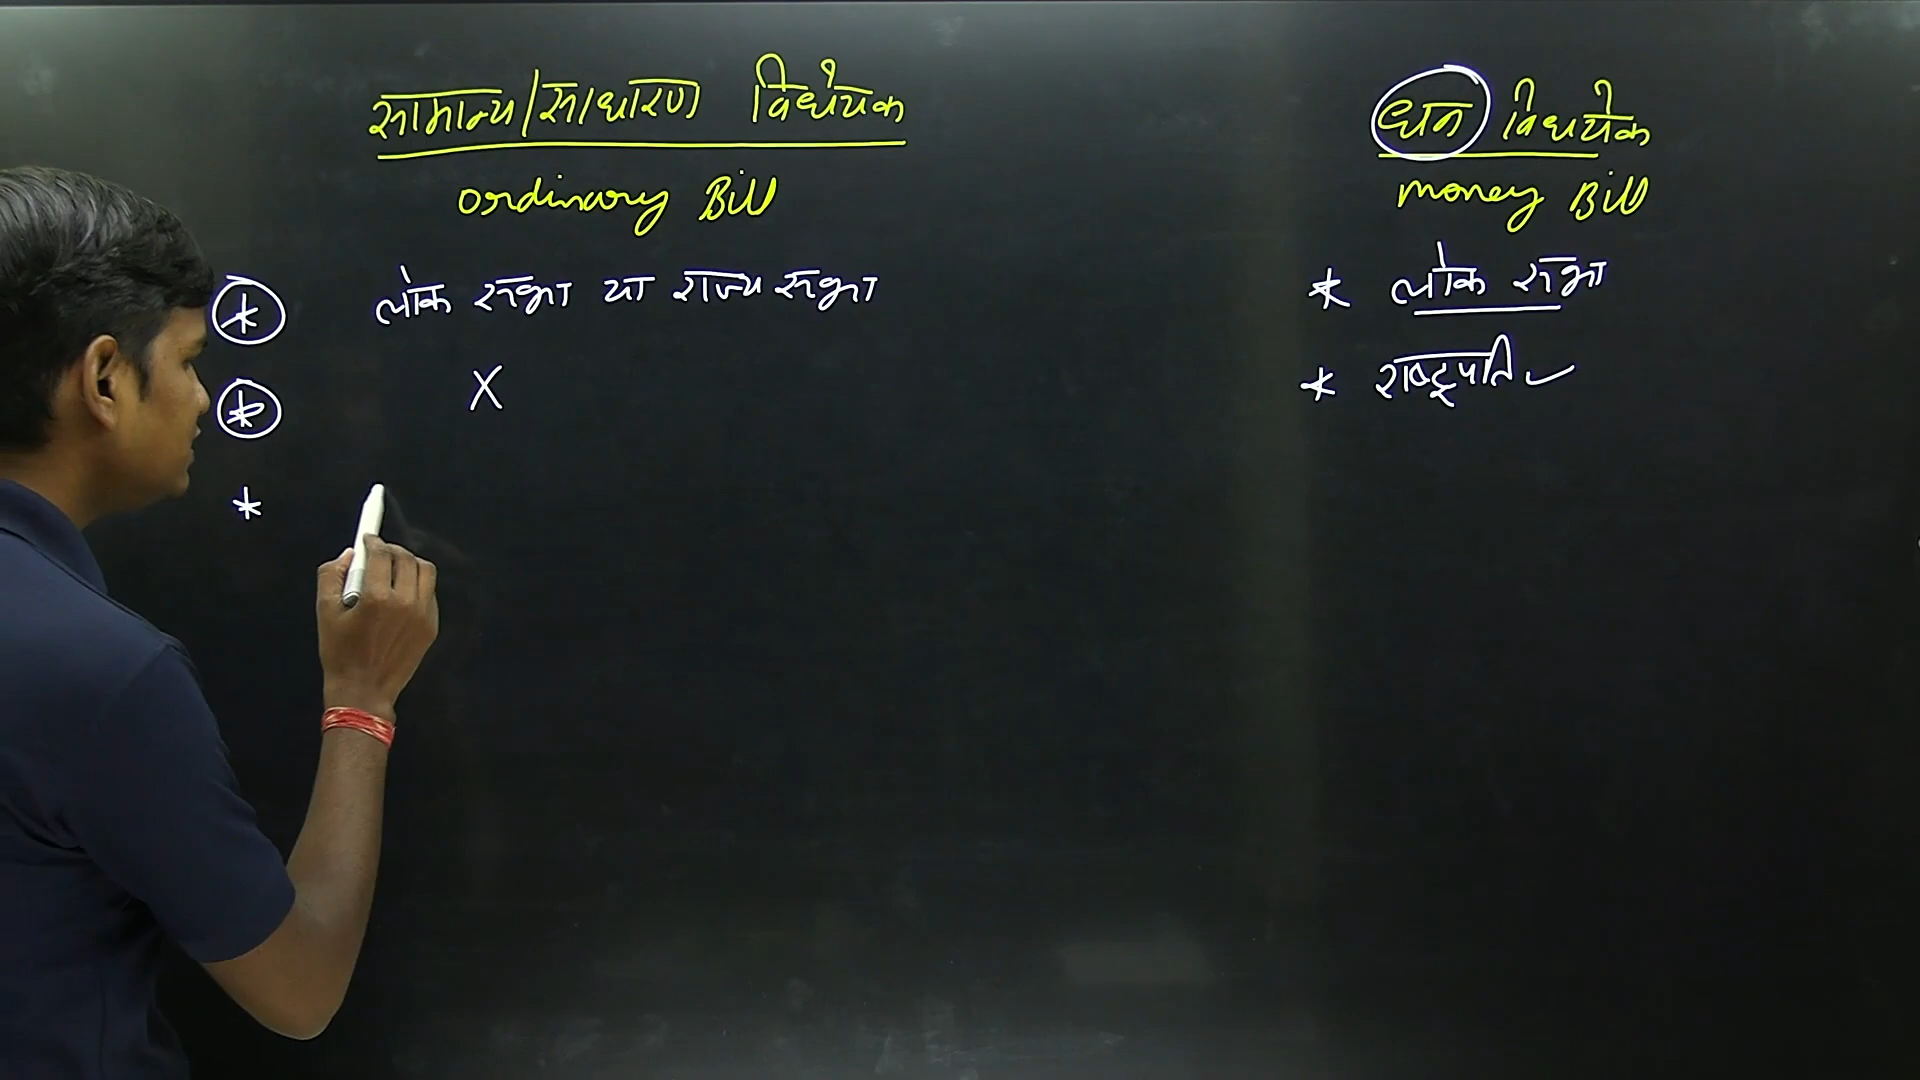 सामान्य/साधारण विधेयक
ordinary Bill
* लोक सभा या राज्य सभा
* X
*
धन विधेयक
money Bill
* लोक सभा
* राष्ट्रपति ✓